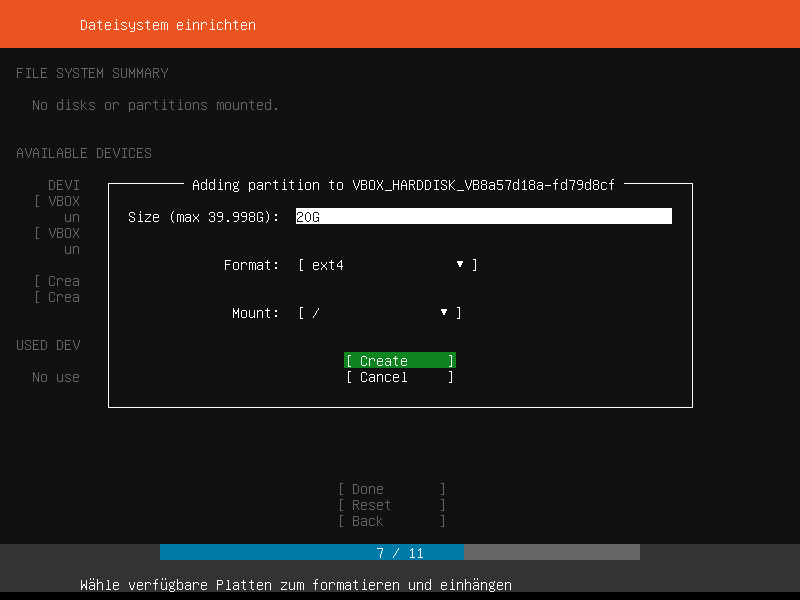 Dateisystem einrichten
FILE SYSTEM SUMMARY
No disks or partitions mounted.
AVAILABLE DEVICES
DEVI
[ VBOX
un
[ VBOX
un
[ Crea
[ Crea
USED DEV
No use
Adding partition to VBOX_HARDDISK_VB8a57d18a-fd79d8cf
Size (max 39.998G): 20G
Format: [ ext4 ▾ ]
Mount: [ / ▾ ]
[ Create ]
[ Cancel ]
[ Done ]
[ Reset ]
[ Back ]
7 / 11
Wähle verfügbare Platten zum formatieren und einhängen